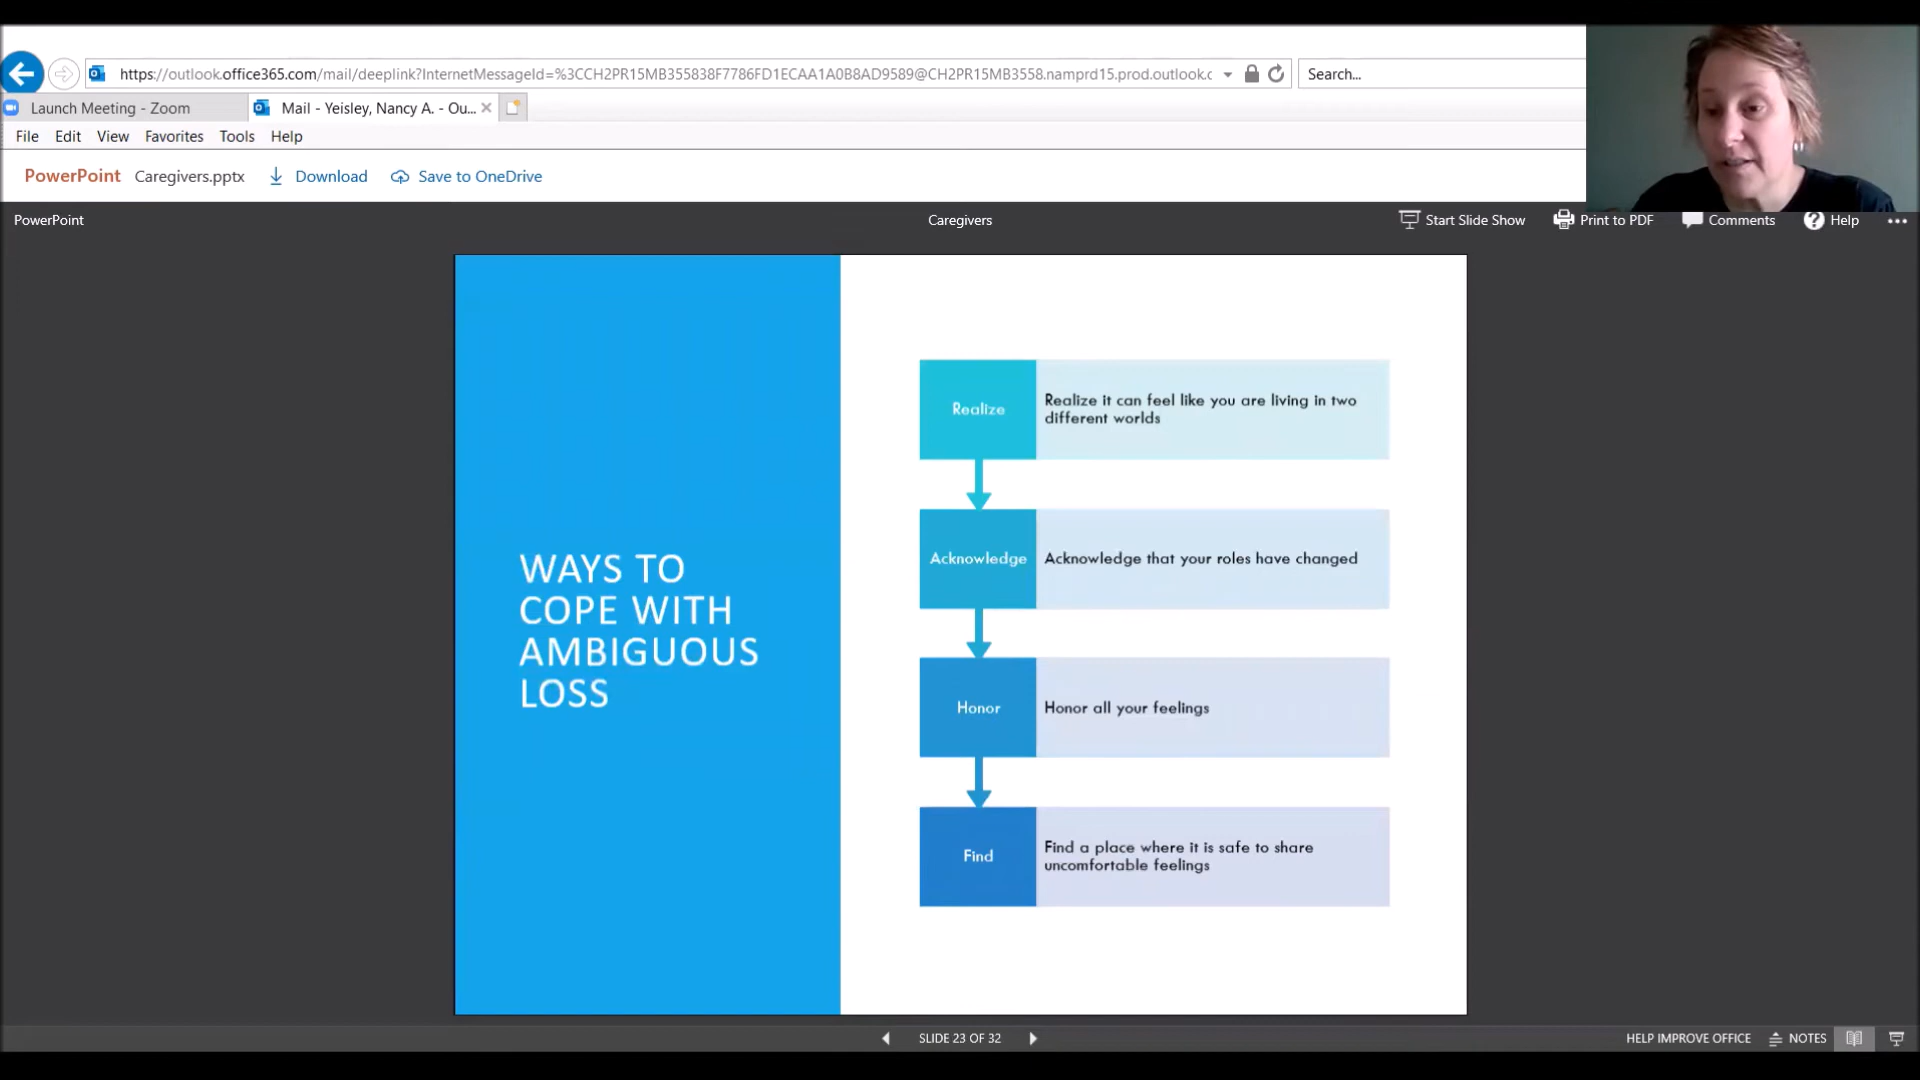 https://outlook.office365.com/mail/deeplink?InternetMessageId=%3CCH2PR15MB355838F7786FD1ECAA1A0B8AD9589@CH2PR15MB3558.namprd15.prod.outlook.c
Search...
Launch Meeting - Zoom
Mail - Yeisley, Nancy A. - Ou...
File Edit View Favorites Tools Help
PowerPoint Caregivers.pptx Download Save to OneDrive
PowerPoint
Caregivers
Start Slide Show Print to PDF Comments Help
WAYS TO
COPE WITH
AMBIGUOUS
LOSS
Realize
Realize it can feel like you are living in two
different worlds
Acknowledge
Acknowledge that your roles have changed
Honor
Honor all your feelings
Find
Find a place where it is safe to share
uncomfortable feelings
SLIDE 23 OF 32
HELP IMPROVE OFFICE
NOTES